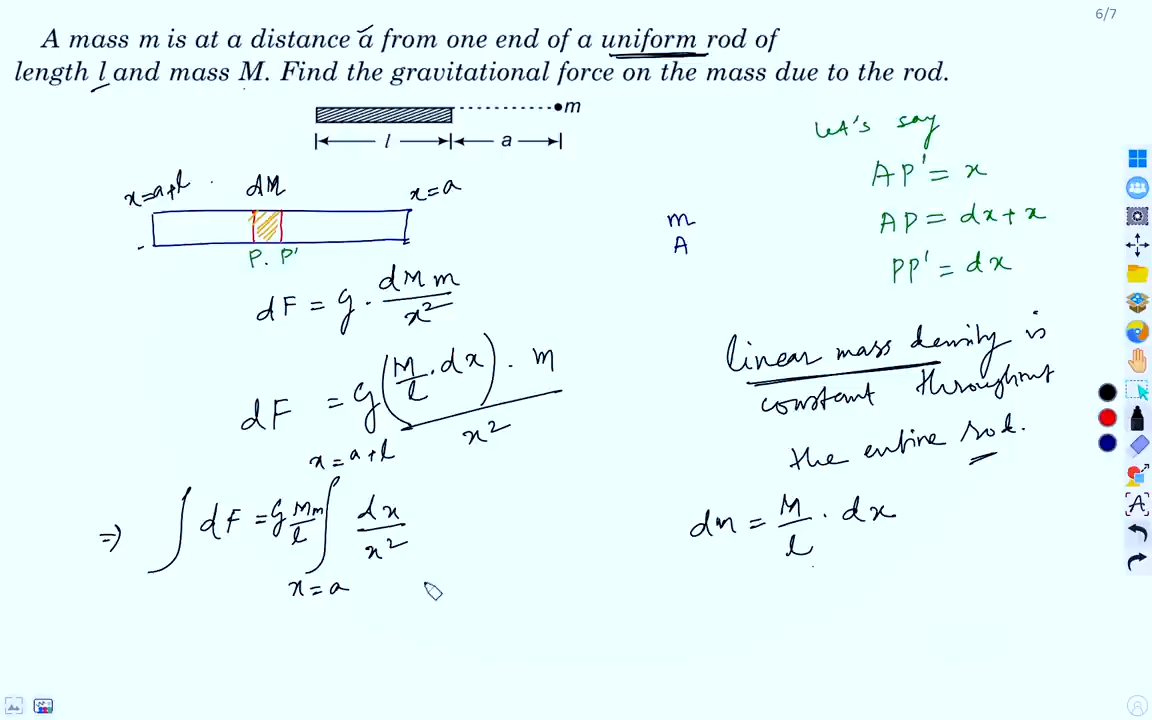 6/7
A mass m is at a distance a from one end of a uniform rod of
length l and mass M. Find the gravitational force on the mass due to the rod.
m
l a
Let's say
AP' = x
AP = dx + x
PP' = dx
x=a+l dM x=a
P. P'
m
A
dF = G · dM m / x²
dF = G (M/l · dx) · m / x²
linear mass density is
constant throughout
the entire rod.
x = a + l
⇒ ∫ dF = G Mm/l ∫ dx/x²
x = a
dM = M/l · dx